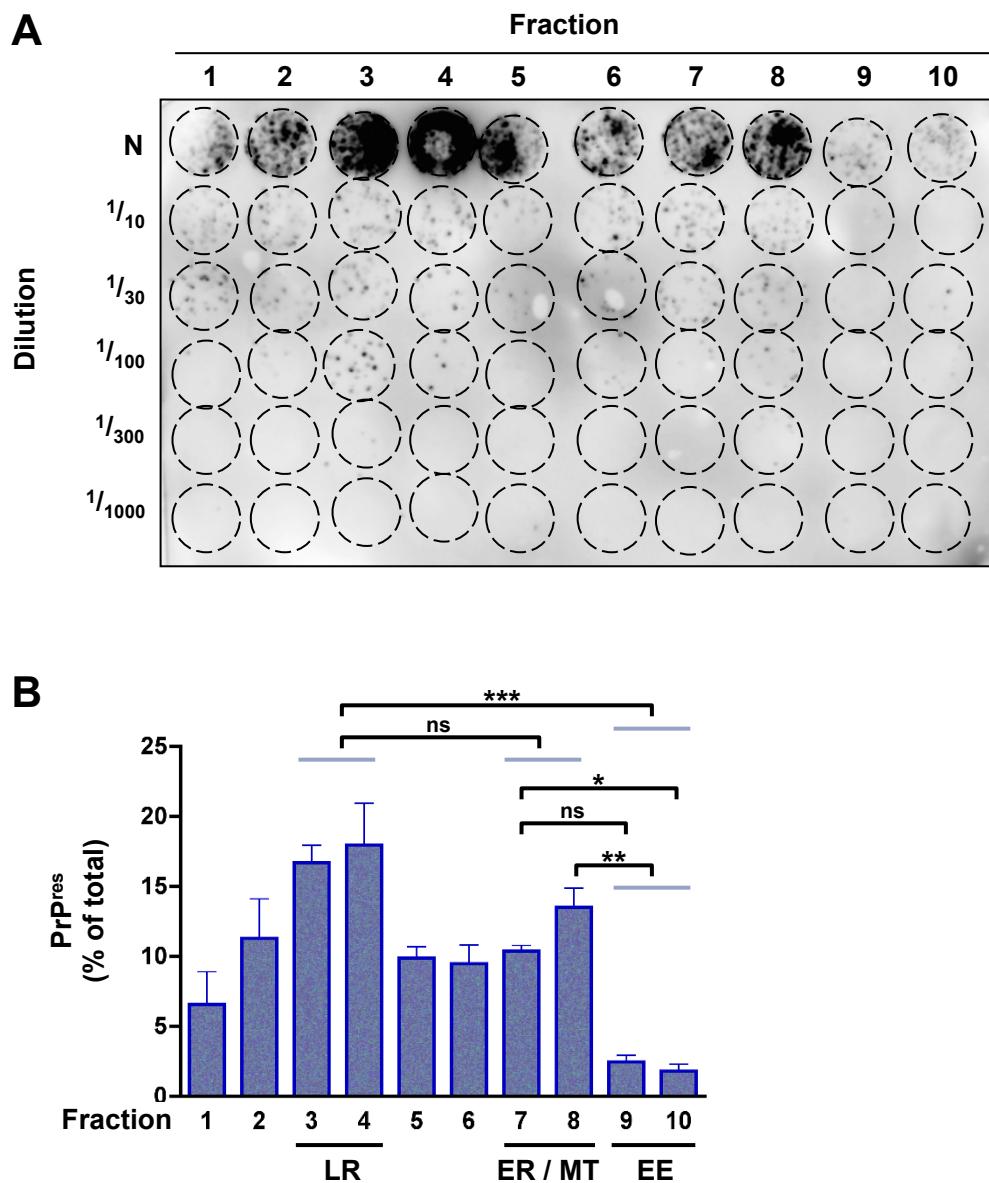 A
Fraction
1 2 3 4 5 6 7 8 9 10
Dilution
N
1/10
1/30
1/100
1/300
1/1000
B
***
ns
*
ns
**
PrPres
(% of total)
25
20
15
10
5
0
Fraction 1 2 3 4 5 6 7 8 9 10
LR ER / MT EE